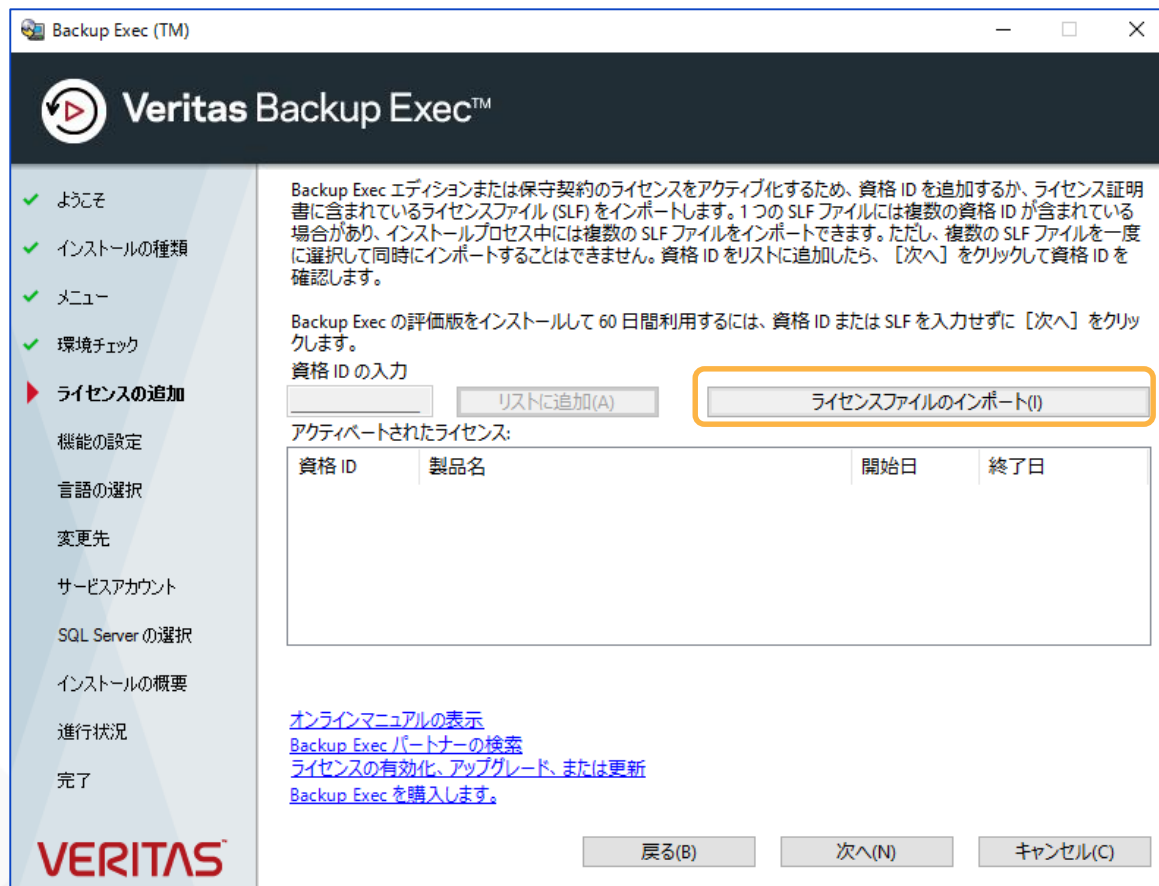 Backup Exec (TM)
Veritas Backup Exec™
ようこそ
インストールの種類
メニュー
環境チェック
ライセンスの追加
機能の設定
言語の選択
変更先
サービスアカウント
SQL Server の選択
インストールの概要
進行状況
完了
VERITAS™
Backup Exec エディションまたは保守契約のライセンスをアクティブ化するため、資格 ID を追加するか、ライセンス証明
書に含まれているライセンスファイル (SLF) をインポートします。1 つの SLF ファイルには複数の資格 ID が含まれている
場合があり、インストールプロセス中には複数の SLF ファイルをインポートできます。ただし、複数の SLF ファイルを一度
に選択して同時にインポートすることはできません。資格 ID をリストに追加したら、［次へ］をクリックして資格 ID を
確認します。
Backup Exec の評価版をインストールして 60 日間利用するには、資格 ID または SLF を入力せずに［次へ］をクリッ
クします。
資格 ID の入力
リストに追加(A)
ライセンスファイルのインポート(I)
アクティベートされたライセンス:
資格 ID 製品名 開始日 終了日
オンラインマニュアルの表示
Backup Exec パートナーの検索
ライセンスの有効化、アップグレード、または更新
Backup Exec を購入します。
戻る(B) 次へ(N) キャンセル(C)